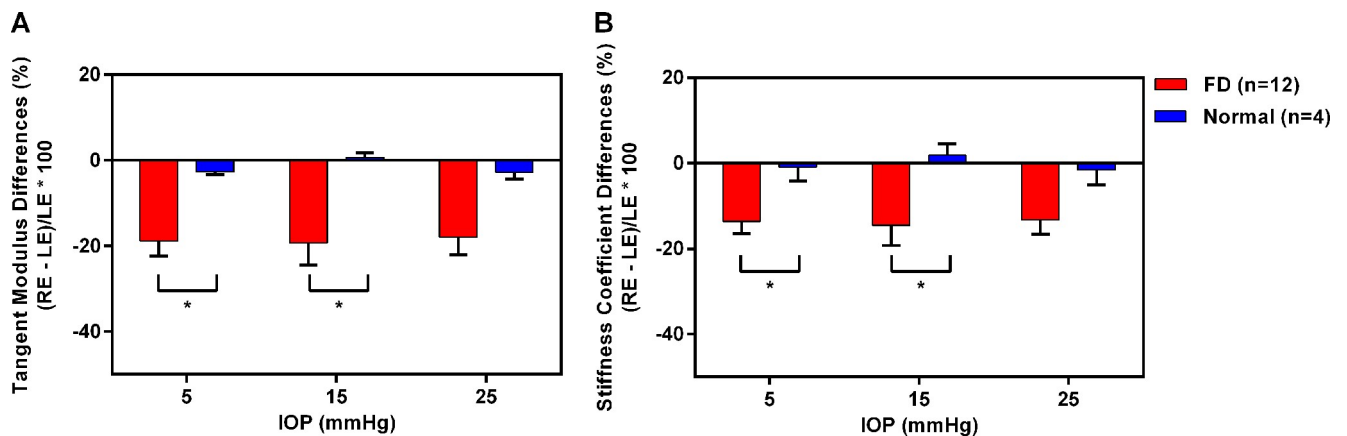 A
Tangent Modulus Differences (%)
(RE - LE)/LE * 100
20
0
-20
-40
*
*
5
15
25
IOP (mmHg)
B
Stiffness Coefficient Differences (%)
(RE - LE)/LE * 100
20
0
-20
-40
*
*
5
15
25
IOP (mmHg)
FD (n=12)
Normal (n=4)